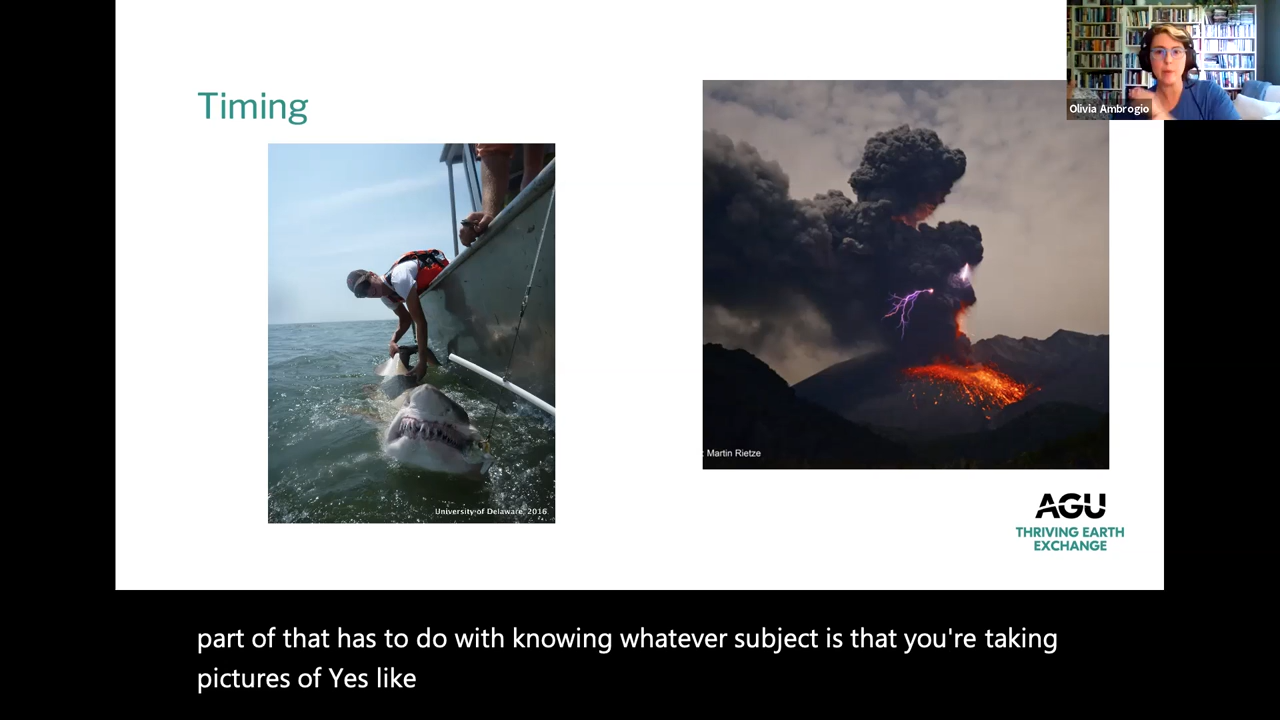 Timing
Olivia Ambrogio
University of Delaware, 2016
: Martin Rietze
AGU
THRIVING EARTH
EXCHANGE
part of that has to do with knowing whatever subject is that you're taking
pictures of Yes like